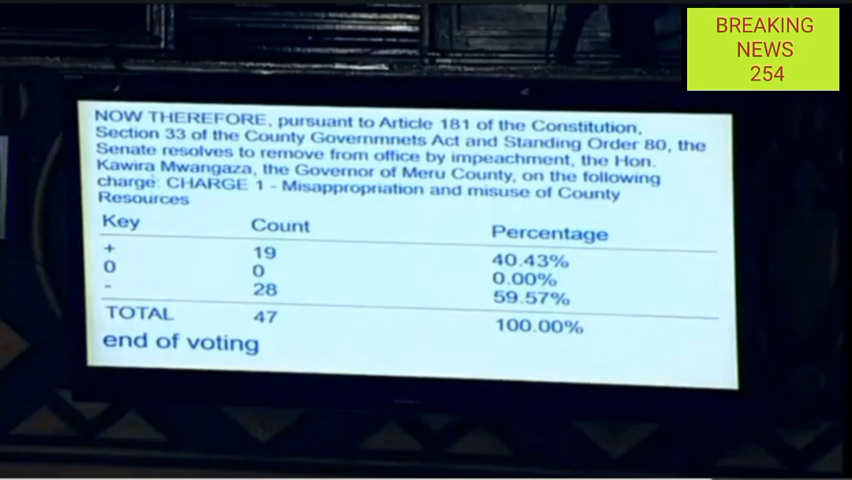 BREAKING
NEWS
254
NOW THEREFORE, pursuant to Article 181 of the Constitution,
Section 33 of the County Governmnets Act and Standing Order 80, the
Senate resolves to remove from office by impeachment, the Hon.
Kawira Mwangaza, the Governor of Meru County, on the following
charge: CHARGE 1 - Misappropriation and misuse of County
Resources
Key Count Percentage
+ 19 40.43%
0 0 0.00%
- 28 59.57%
TOTAL 47 100.00%
end of voting